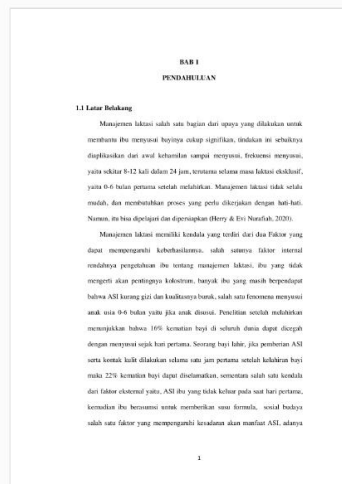 BAB 1
PENDAHULUAN
1.1 Latar Belakang
Manajemen laktasi salah satu bagian dari upaya yang dilakukan untuk
membantu ibu menyusui bayinya cukup signifikan, tindakan ini sebaiknya
diaplikasikan dari awal kehamilan sampai menyusui, frekuensi menyusui,
yaitu sekitar 8-12 kali dalam 24 jam, terutama selama masa laktasi eksklusif,
yaitu 0-6 bulan pertama setelah melahirkan. Manajemen laktasi tidak selalu
mudah, dan membutuhkan proses yang perlu dikerjakan dengan hati-hati.
Namun, itu bisa dipelajari dan dipersiapkan (Herry & Evi Nurafiah, 2020).
Manajemen laktasi memiliki kendala yang terdiri dari dua Faktor yang
dapat mempengaruhi keberhasilannya, salah satunya faktor internal
rendahnya pengetahuan ibu tentang manajemen laktasi, ibu yang tidak
mengerti akan pentingnya kolostrum, banyak ibu yang masih berpendapat
bahwa ASI kurang gizi dan kualitasnya buruk, salah satu fenomena menyusui
anak usia 0-6 bulan yaitu jika anak disusui. Penelitian setelah melahirkan
menunjukkan bahwa 16% kematian bayi di seluruh dunia dapat dicegah
dengan menyusui sejak hari pertama. Seorang bayi lahir, jika pemberian ASI
serta kontak kulit dilakukan selama satu jam pertama setelah kelahiran bayi
maka 22% kematian bayi dapat diselamatkan, sementara salah satu kendala
dari faktor eksternal yaitu, ASI ibu yang tidak keluar pada saat hari pertama,
kemudian ibu berasumsi untuk memberikan susu formula, sosial budaya
salah satu faktor yang mempengaruhi kesadaran akan manfaat ASI, adanya
1